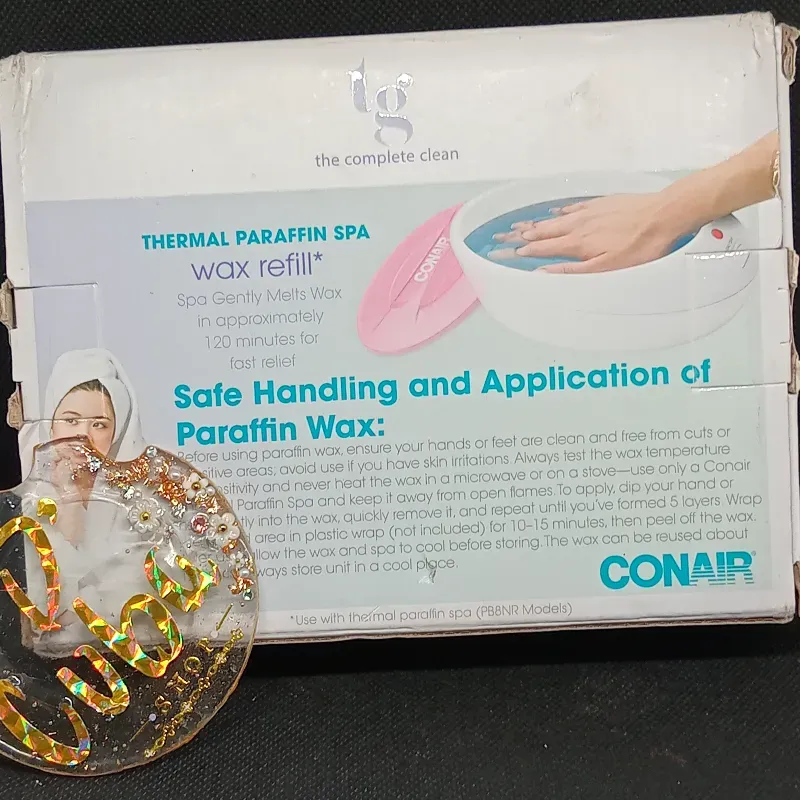 tg
the complete clean
CONAIR
THERMAL PARAFFIN SPA
wax refill*
Spa Gently Melts Wax
in approximately
120 minutes for
fast relief
Safe Handling and Application of
Paraffin Wax:
Before using paraffin wax, ensure your hands or feet are clean and free from cuts or
areas; avoid use if you have skin irritations. Always test the wax temperature
and never heat the wax in a microwave or on a stove—use only a Conair
Paraffin Spa and keep it away from open flames. To apply, dip your hand or
into the wax, quickly remove it, and repeat until you've formed 5 layers. Wrap
area in plastic wrap (not included) for 10–15 minutes, then peel off the wax.
allow the wax and spa to cool before storing. The wax can be reused about
always store unit in a cool place.
CONAIR®
*Use with thermal paraffin spa (PB8NR Models)
Cuba
SHOP